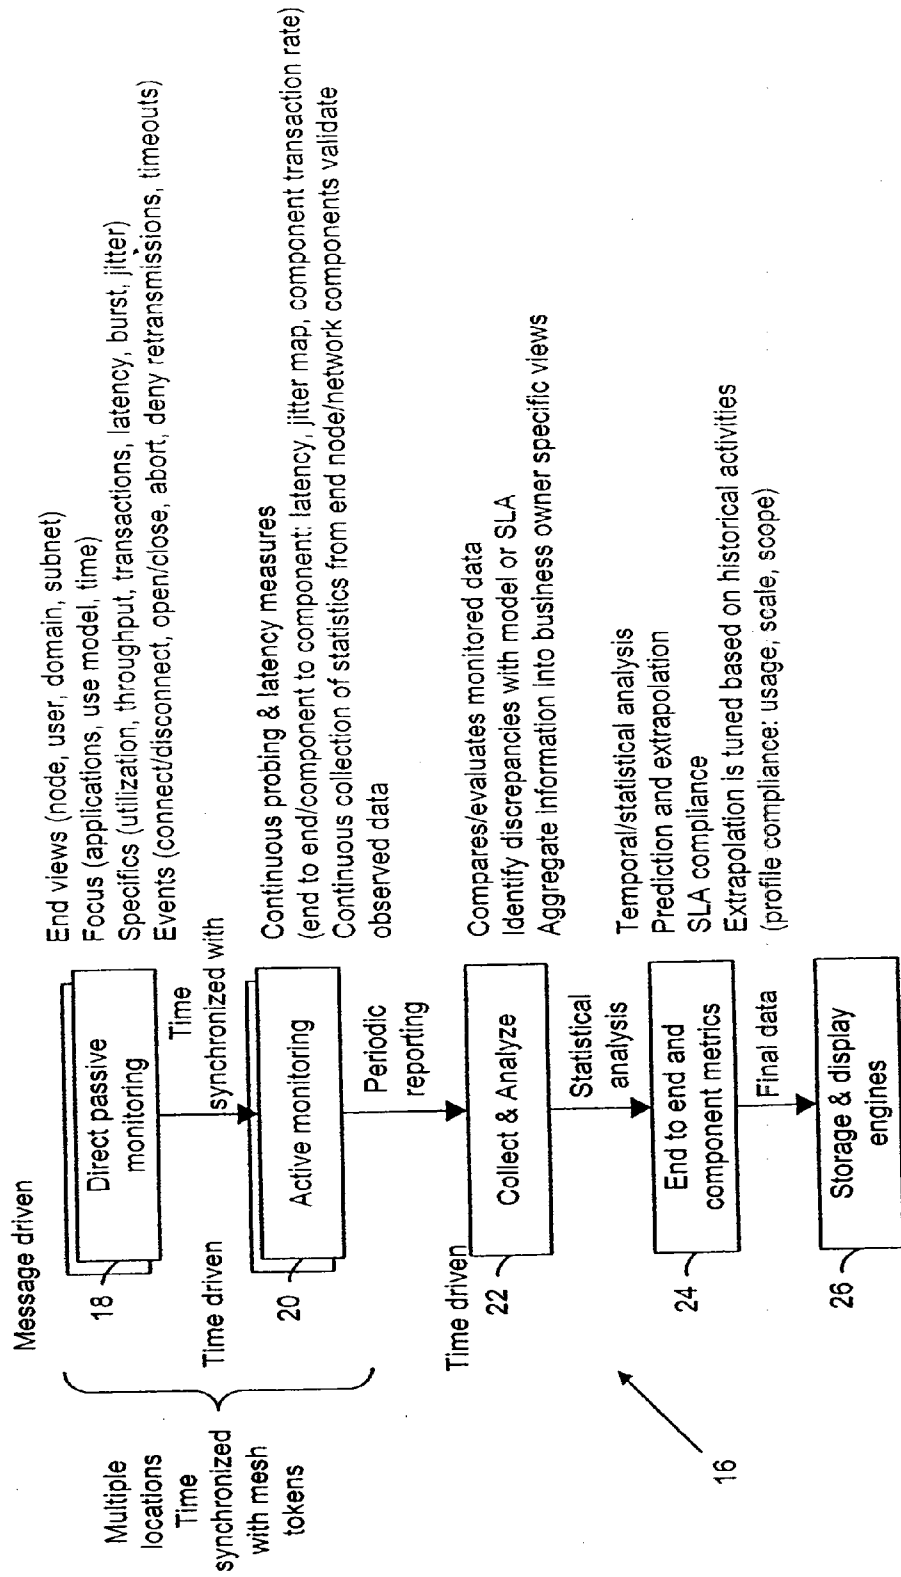 Message driven
Multiple
locations
Time
synchronized
with mesh
tokens
18
Direct passive
monitoring
End views (node, user, domain, subnet)
Focus (applications, use model, time)
Specifics (utilization, throughput, transactions, latency, burst, jitter)
Events (connect/disconnect, open/close, abort, deny retransmissions, timeouts)
Time
synchronized with
Time driven
20
Active monitoring
Continuous probing & latency measures
(end to end/component to component: latency, jitter map, component transaction rate)
Continuous collection of statistics from end node/network components validate
observed data
Periodic
reporting
Time driven
22
Collect & Analyze
Compares/evaluates monitored data
Identify discrepancies with model or SLA
Aggregate information into business owner specific views
Statistical
analysis
24
End to end and
component metrics
Temporal/statistical analysis
Prediction and extrapolation
SLA compliance
Extrapolation is tuned based on historical activities
(profile compliance: usage, scale, scope)
Final data
26
Storage & display
engines
16